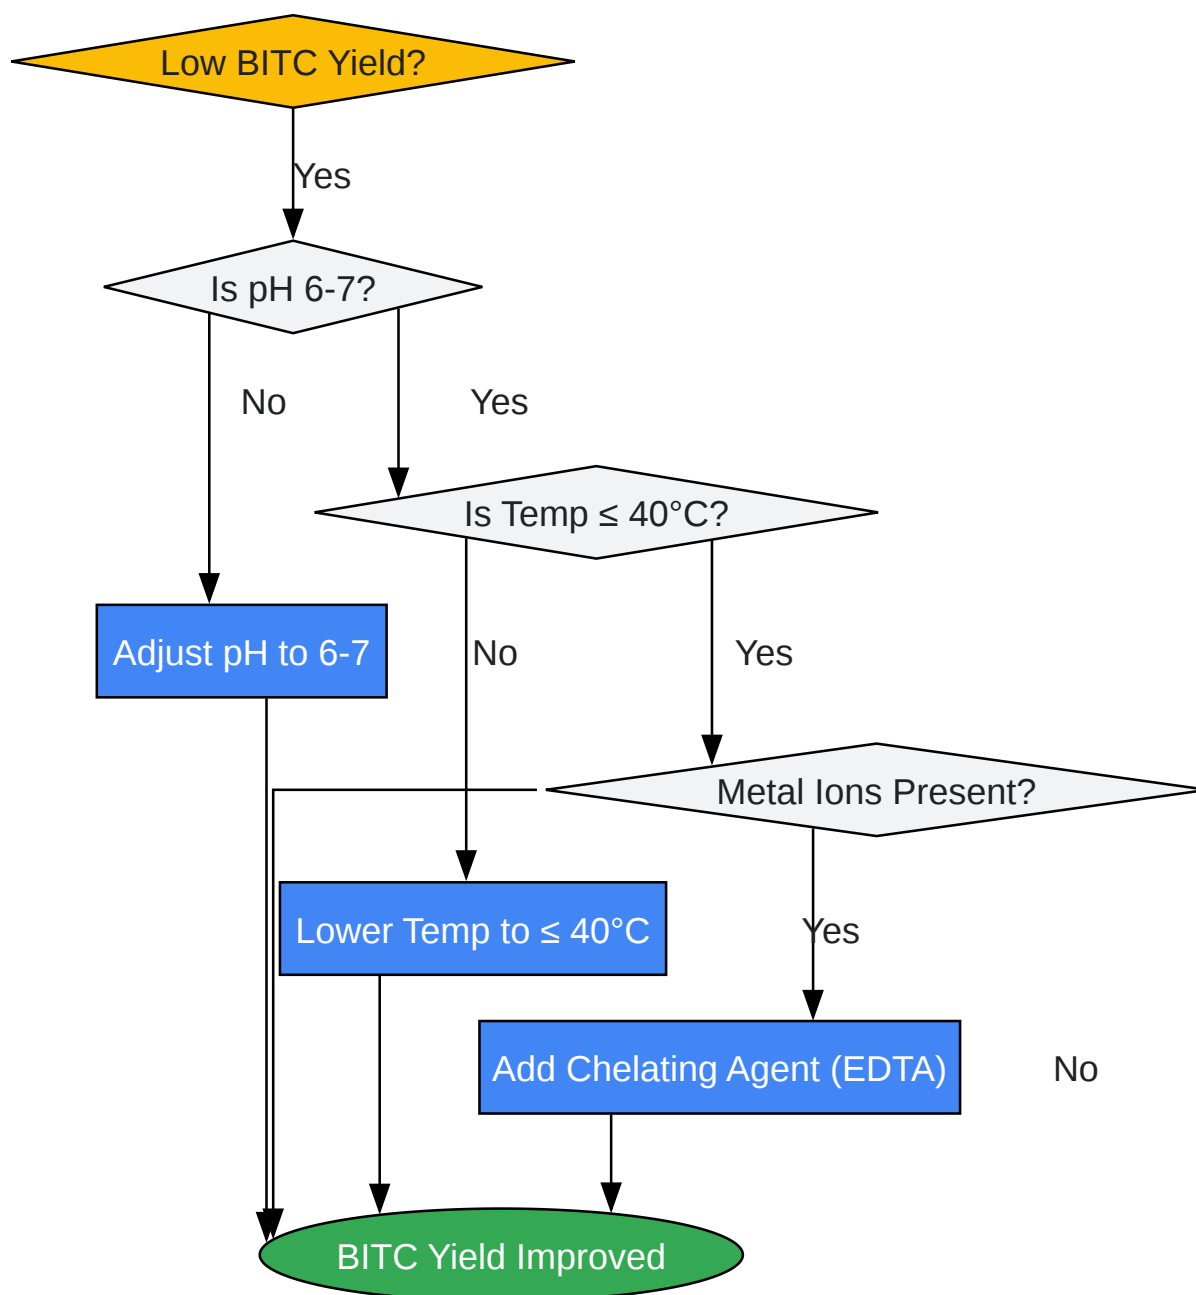 Low BITC Yield?
Yes
Is pH 6-7?
No
Yes
Is Temp ≤ 40°C?
Adjust pH to 6-7
No
Yes
Metal Ions Present?
Lower Temp to ≤ 40°C
Yes
Add Chelating Agent (EDTA)
No
BITC Yield Improved